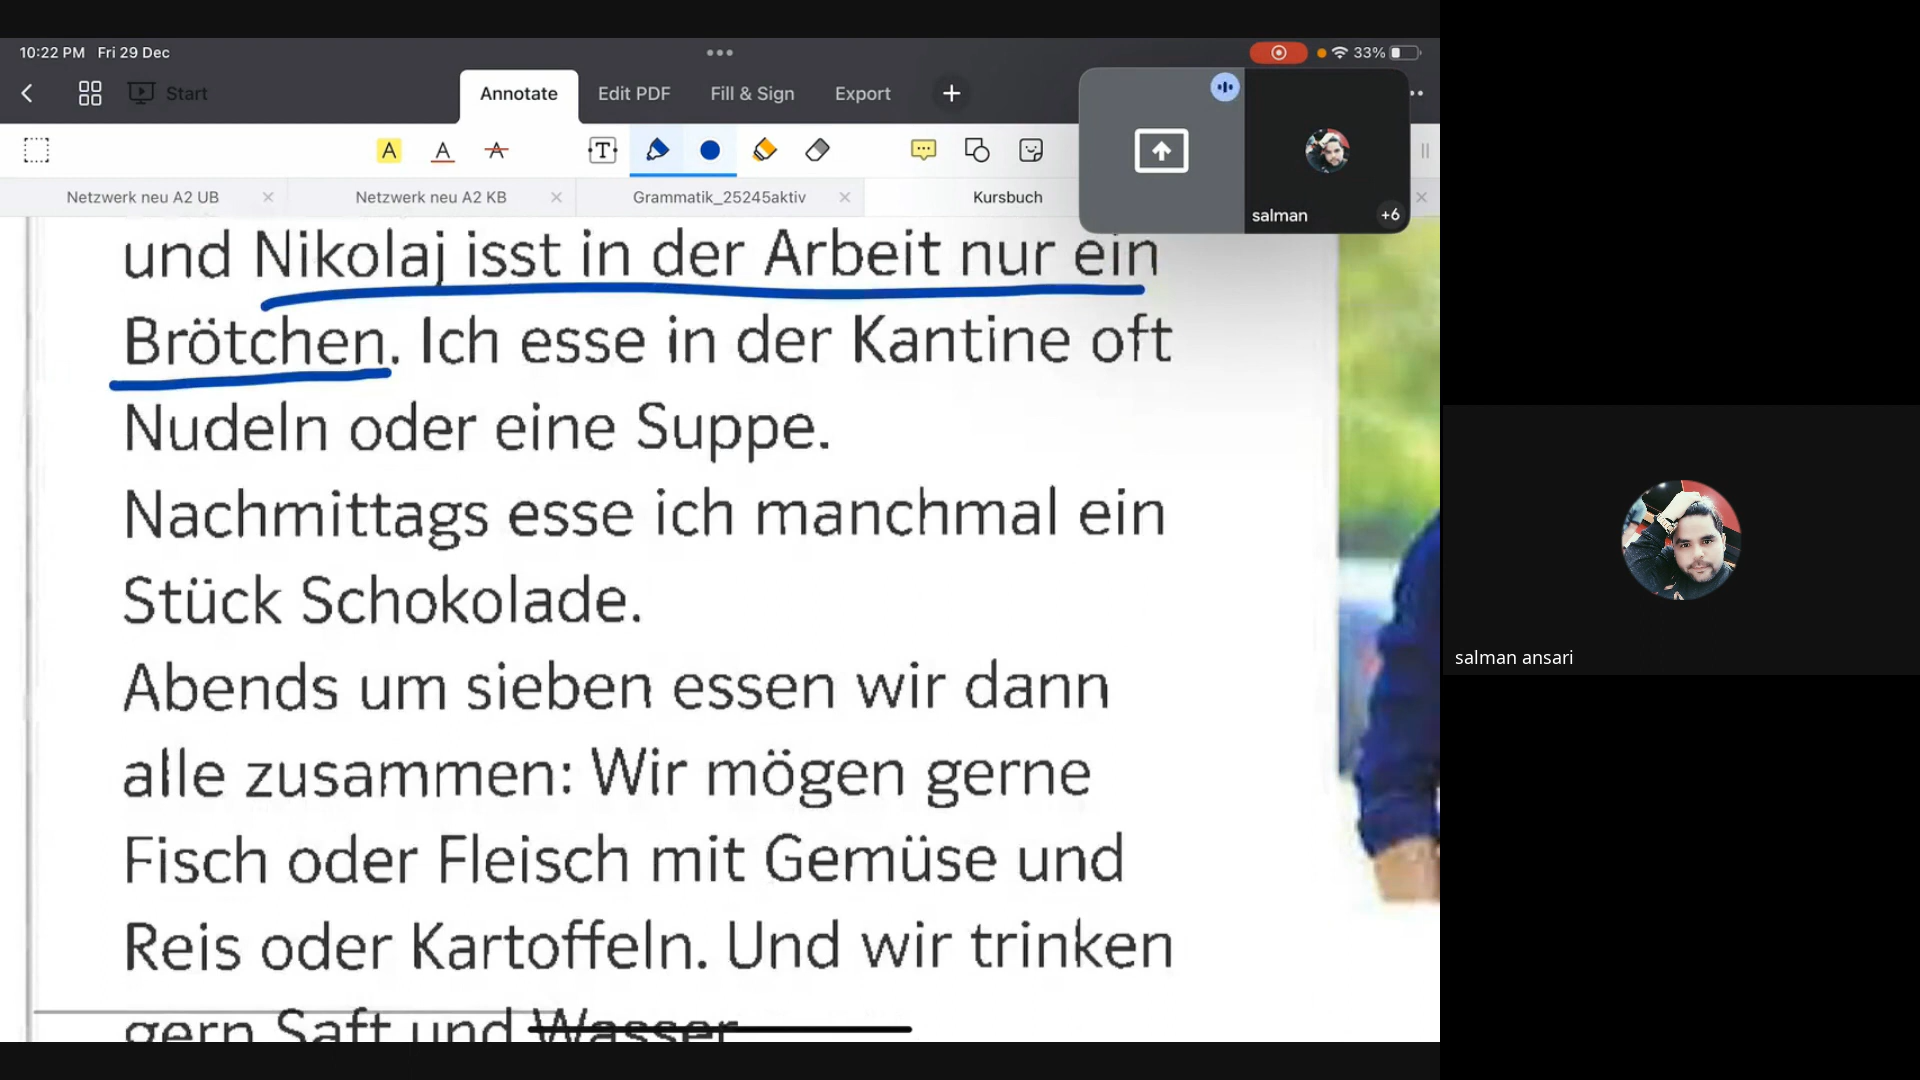 10:22 PM Fri 29 Dec
33%
Start
Annotate
Edit PDF
Fill & Sign
Export
Netzwerk neu A2 UB
Netzwerk neu A2 KB
Grammatik_25245aktiv
Kursbuch
salman
+6
und Nikolaj isst in der Arbeit nur ein
Brötchen. Ich esse in der Kantine oft
Nudeln oder eine Suppe.
Nachmittags esse ich manchmal ein
Stück Schokolade.
Abends um sieben essen wir dann
alle zusammen: Wir mögen gerne
Fisch oder Fleisch mit Gemüse und
Reis oder Kartoffeln. Und wir trinken
gern Saft und Wasser
salman ansari